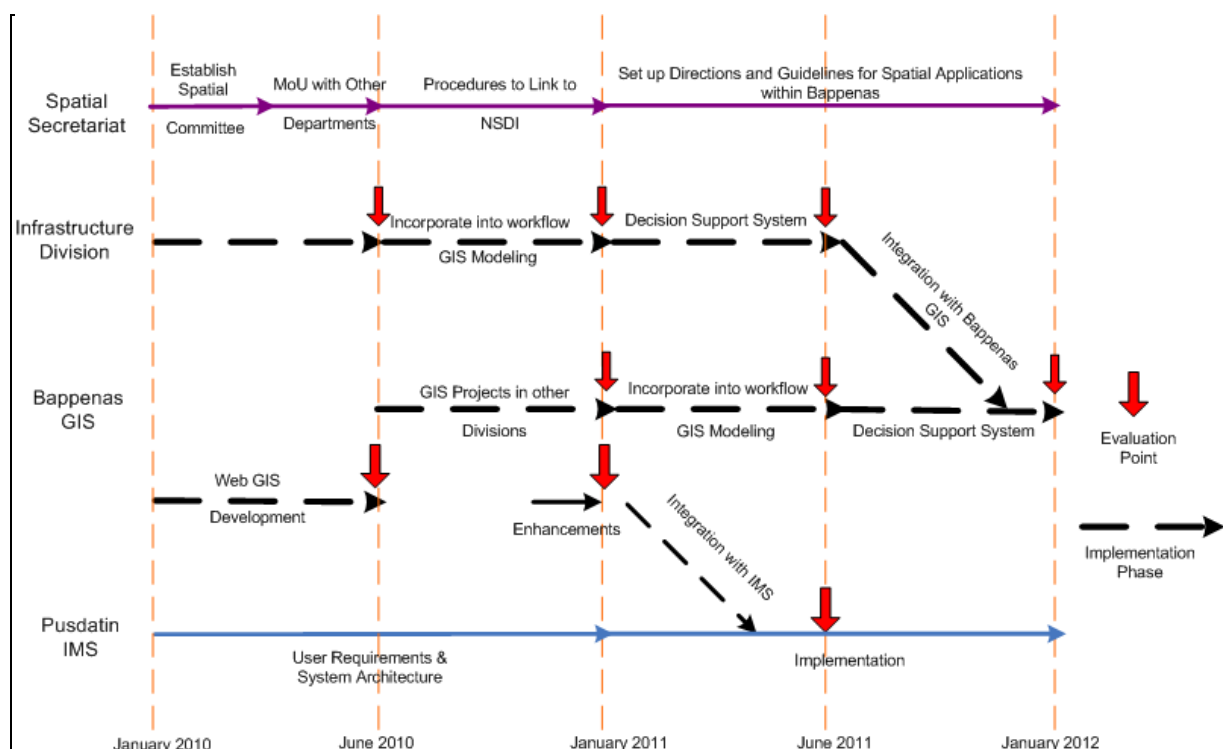 Spatial
Secretariat
Establish
Spatial
Committee
MoU with Other
Departments
Procedures to Link to
NSDI
Set up Directions and Guidelines for Spatial Applications
within Bappenas
Infrastructure
Division
Incorporate into workflow
GIS Modeling
Decision Support System
Integration with Bappenas
GIS
Bappenas
GIS
GIS Projects in other
Divisions
Incorporate into workflow
GIS Modeling
Decision Support System
Evaluation
Point
Web GIS
Development
Enhancements
Integration with IMS
Implementation
Phase
Pusdatin
IMS
User Requirements &
System Architecture
Implementation
January 2010
June 2010
January 2011
June 2011
January 2012